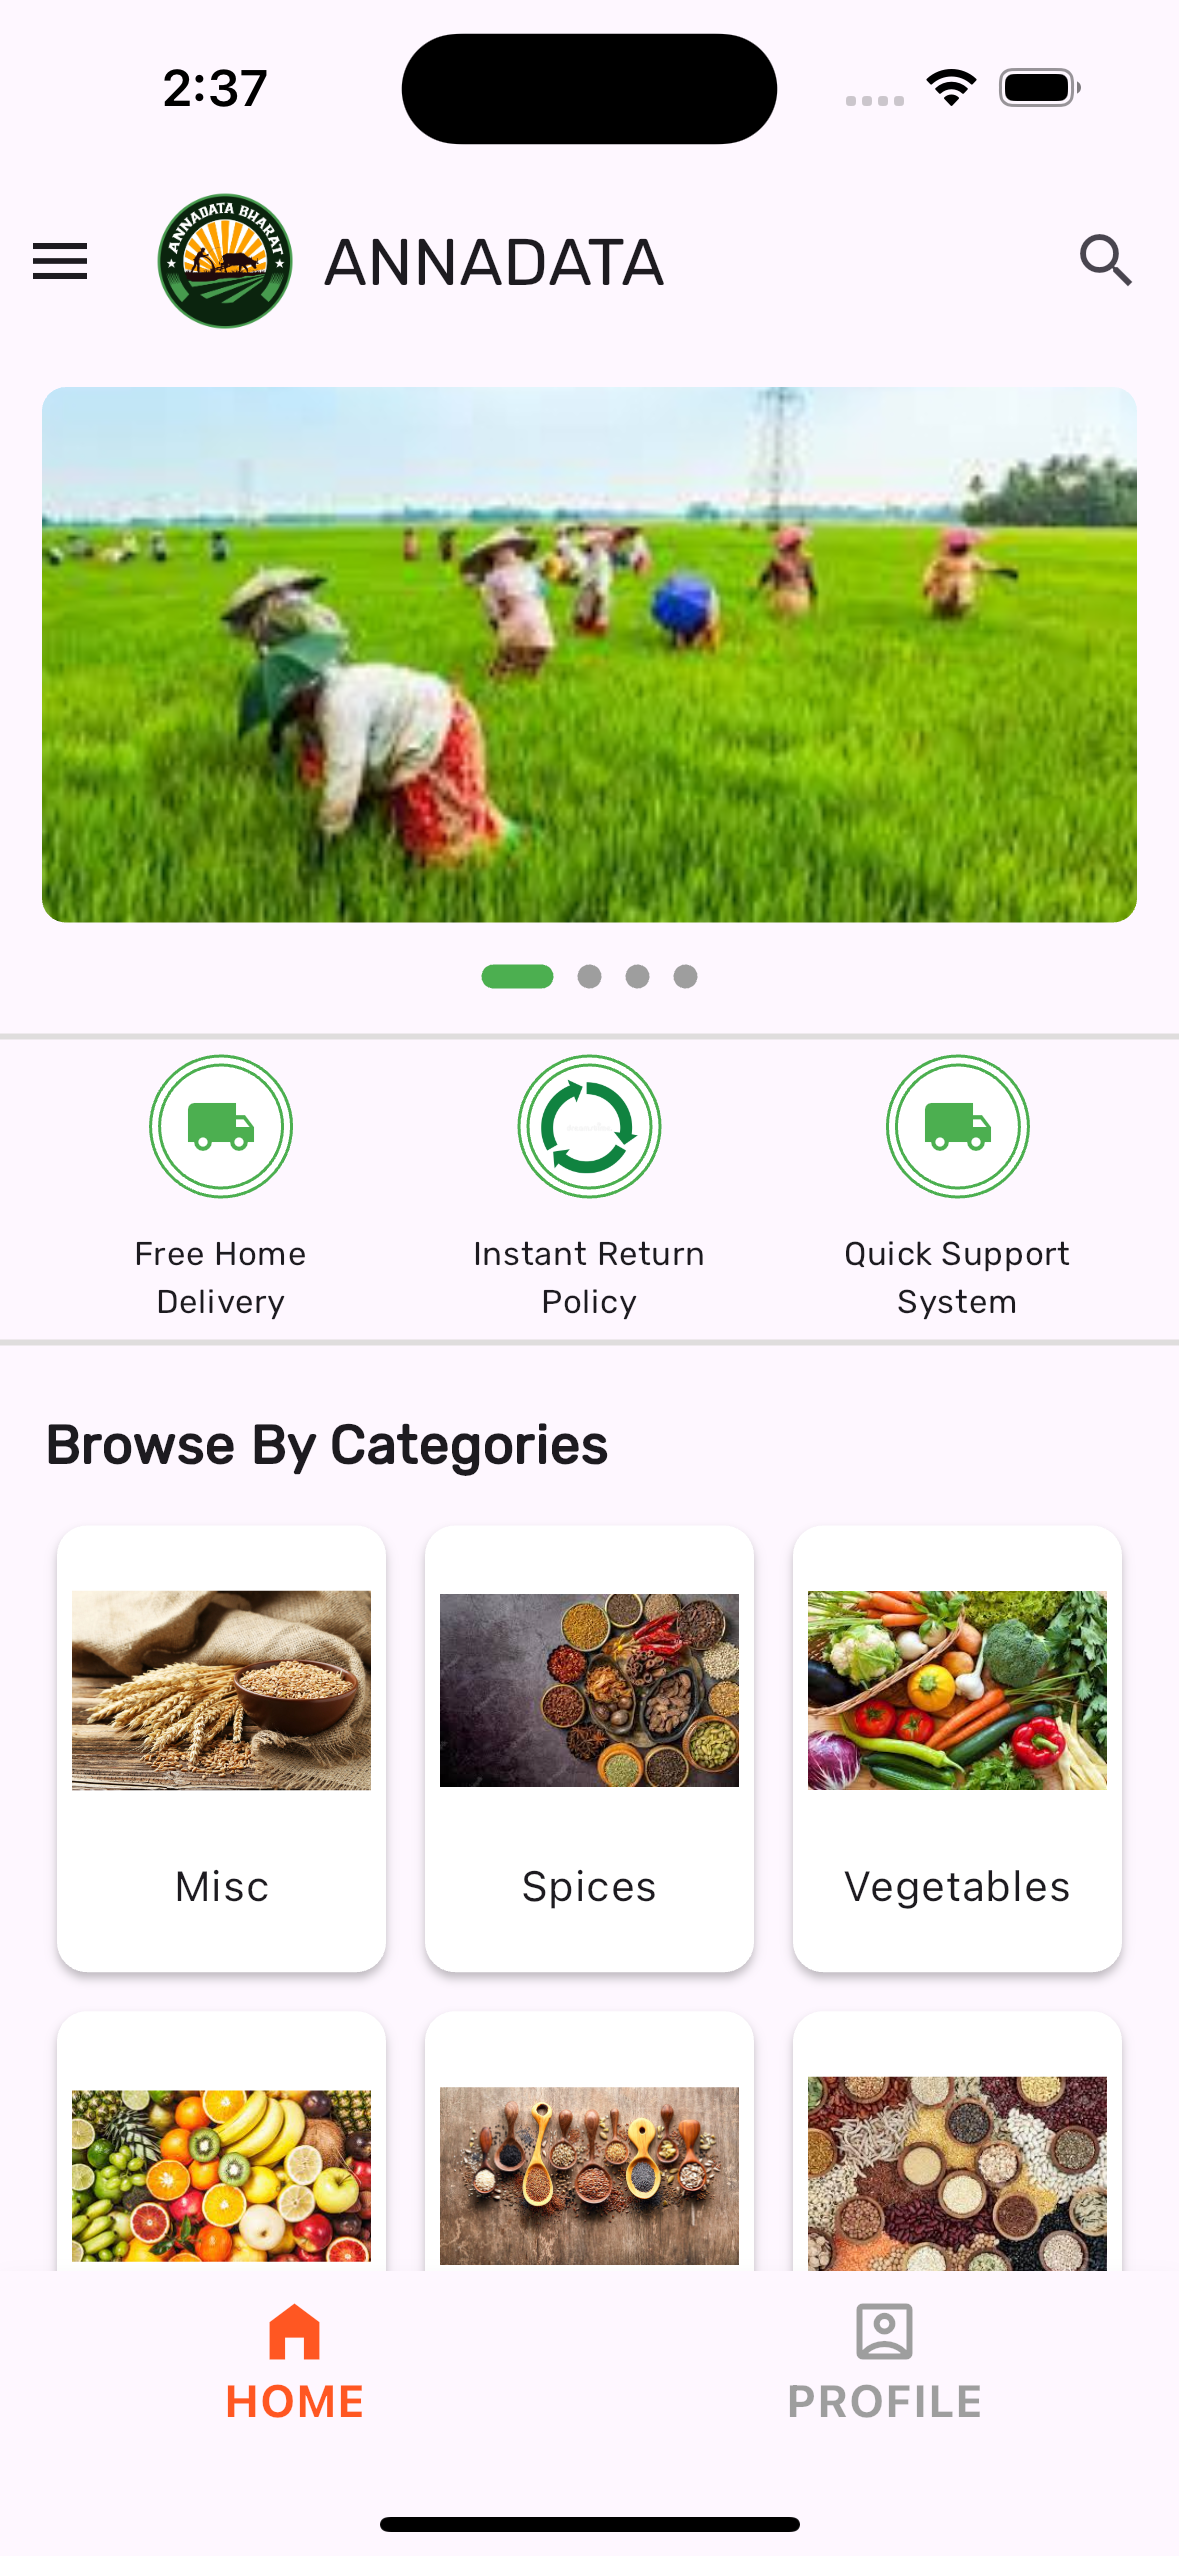 2:37
ANNADATA BHARAT
ANNADATA
Free Home
Delivery
Instant Return
Policy
Quick Support
System
Browse By Categories
Misc
Spices
Vegetables
HOME
PROFILE